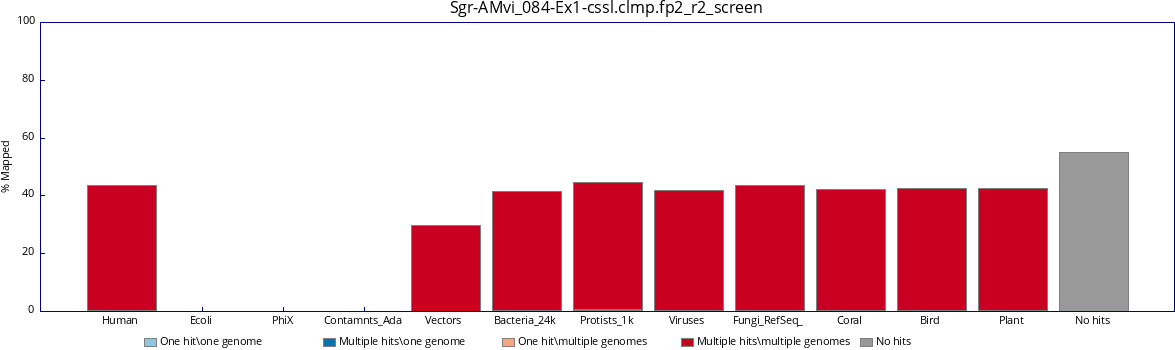 Sgr-AMvi_084-Ex1-cssl.clmp.fp2_r2_screen
100
80
60
40
20
0
% Mapped
Human Ecoli PhiX Contamnts_Ada Vectors Bacteria_24k Protists_1k Viruses Fungi_RefSeq_ Coral Bird Plant No hits
One hit\one genome Multiple hits\one genome One hit\multiple genomes Multiple hits\multiple genomes No hits